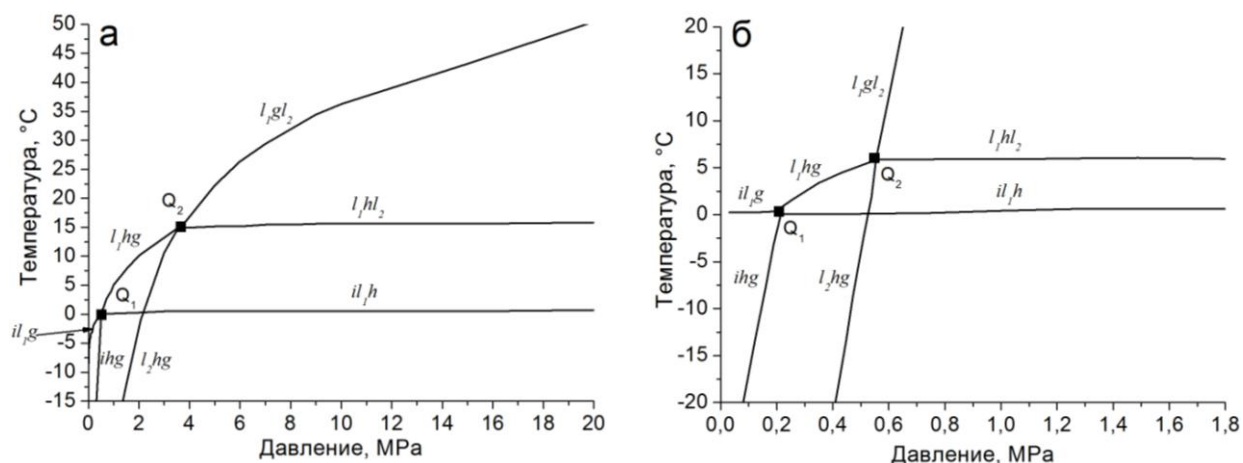 а
50
45
40
35
30
25
20
15
10
5
0
-5
-10
-15
Температура, °C
l₁gl₂
Q₂
l₁hl₂
l₁hg
Q₁
il₁h
il₁g
ihg
l₂hg
0 2 4 6 8 10 12 14 16 18 20
Давление, MPa
б
20
15
10
5
0
-5
-10
-15
-20
Температура, °C
l₁gl₂
l₁hl₂
l₁hg
Q₂
il₁g
il₁h
Q₁
ihg
l₂hg
0,0 0,2 0,4 0,6 0,8 1,0 1,2 1,4 1,6 1,8
Давление, MPa